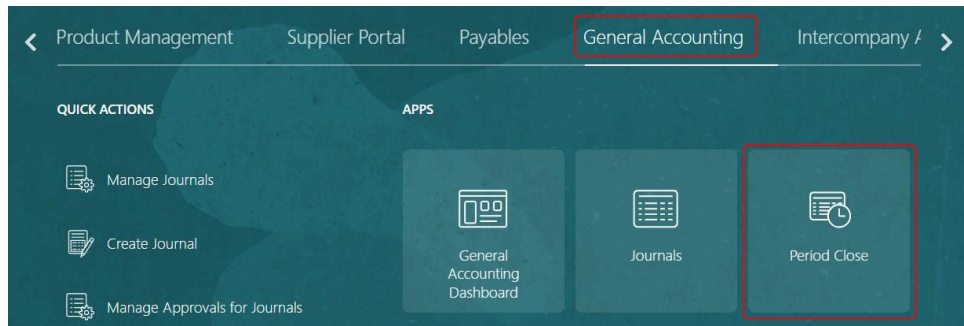 Product Management
Supplier Portal
Payables
General Accounting
Intercompany A
QUICK ACTIONS
APPS
Manage Journals
Create Journal
Manage Approvals for Journals
General
Accounting
Dashboard
Journals
Period Close